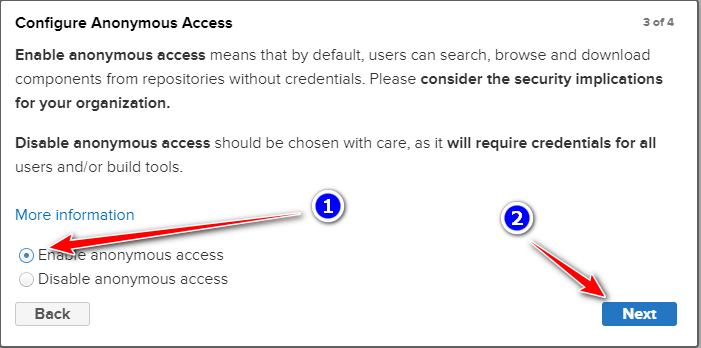 Configure Anonymous Access
3 of 4
Enable anonymous access means that by default, users can search, browse and download
components from repositories without credentials. Please consider the security implications
for your organization.
Disable anonymous access should be chosen with care, as it will require credentials for all
users and/or build tools.
1
2
More information
Enable anonymous access
Disable anonymous access
Back
Next